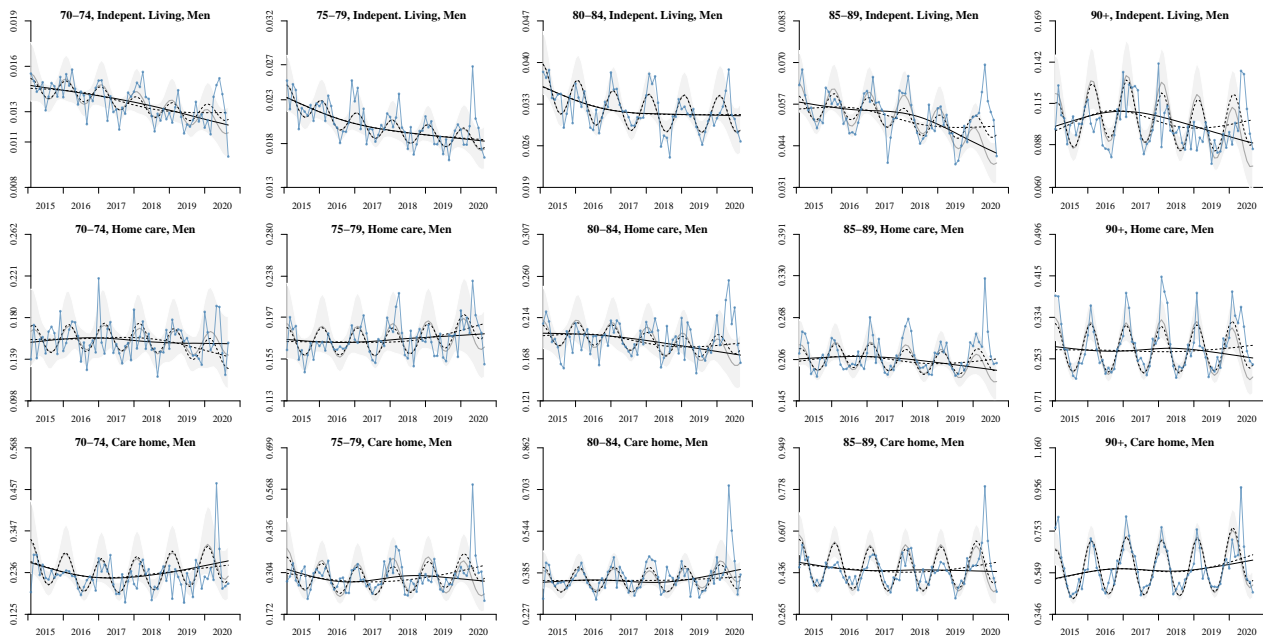 70–74, Indepent. Living, Men
0.008 0.011 0.013 0.016 0.019
2015 2016 2017 2018 2019 2020
75–79, Indepent. Living, Men
0.013 0.018 0.023 0.027 0.032
2015 2016 2017 2018 2019 2020
80–84, Indepent. Living, Men
0.019 0.026 0.033 0.040 0.047
2015 2016 2017 2018 2019 2020
85–89, Indepent. Living, Men
0.031 0.044 0.057 0.070 0.083
2015 2016 2017 2018 2019 2020
90+, Indepent. Living, Men
0.060 0.088 0.115 0.142 0.169
2015 2016 2017 2018 2019 2020
70–74, Home care, Men
0.098 0.139 0.180 0.221 0.262
2015 2016 2017 2018 2019 2020
75–79, Home care, Men
0.113 0.155 0.197 0.238 0.280
2015 2016 2017 2018 2019 2020
80–84, Home care, Men
0.121 0.168 0.214 0.260 0.307
2015 2016 2017 2018 2019 2020
85–89, Home care, Men
0.145 0.206 0.268 0.330 0.391
2015 2016 2017 2018 2019 2020
90+, Home care, Men
0.171 0.253 0.334 0.415 0.496
2015 2016 2017 2018 2019 2020
70–74, Care home, Men
0.125 0.236 0.347 0.457 0.568
2015 2016 2017 2018 2019 2020
75–79, Care home, Men
0.172 0.304 0.436 0.568 0.699
2015 2016 2017 2018 2019 2020
80–84, Care home, Men
0.227 0.385 0.544 0.703 0.862
2015 2016 2017 2018 2019 2020
85–89, Care home, Men
0.265 0.436 0.607 0.778 0.949
2015 2016 2017 2018 2019 2020
90+, Care home, Men
0.346 0.549 0.753 0.956 1.160
2015 2016 2017 2018 2019 2020